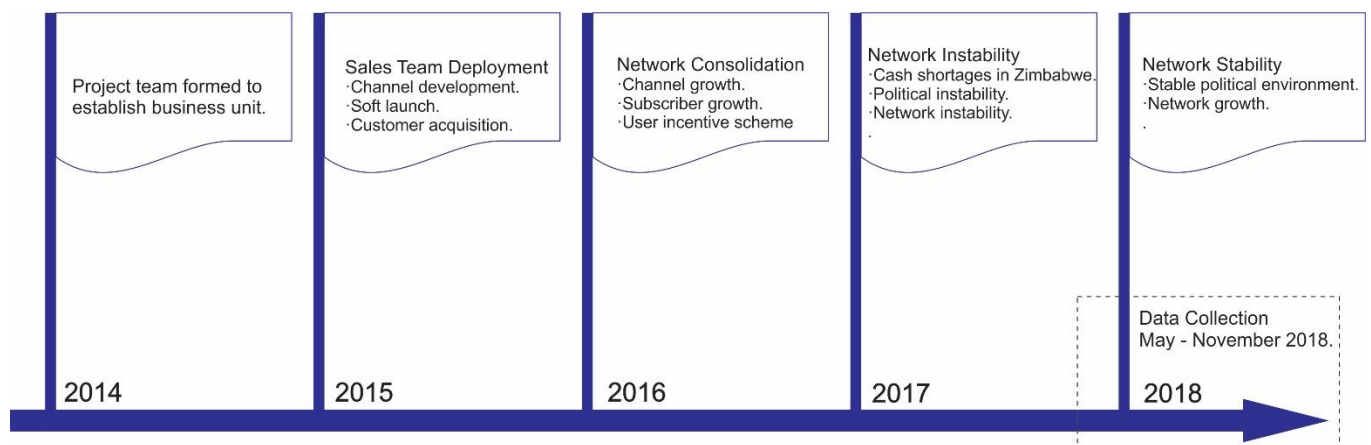 Project team formed to
establish business unit.
Sales Team Deployment
·Channel development.
·Soft launch.
·Customer acquisition.
Network Consolidation
·Channel growth.
·Subscriber growth.
·User incentive scheme
Network Instability
·Cash shortages in Zimbabwe.
·Political instability.
·Network instability.
.
Network Stability
·Stable political environment.
·Network growth.
.
Data Collection
May - November 2018.
2014
2015
2016
2017
2018